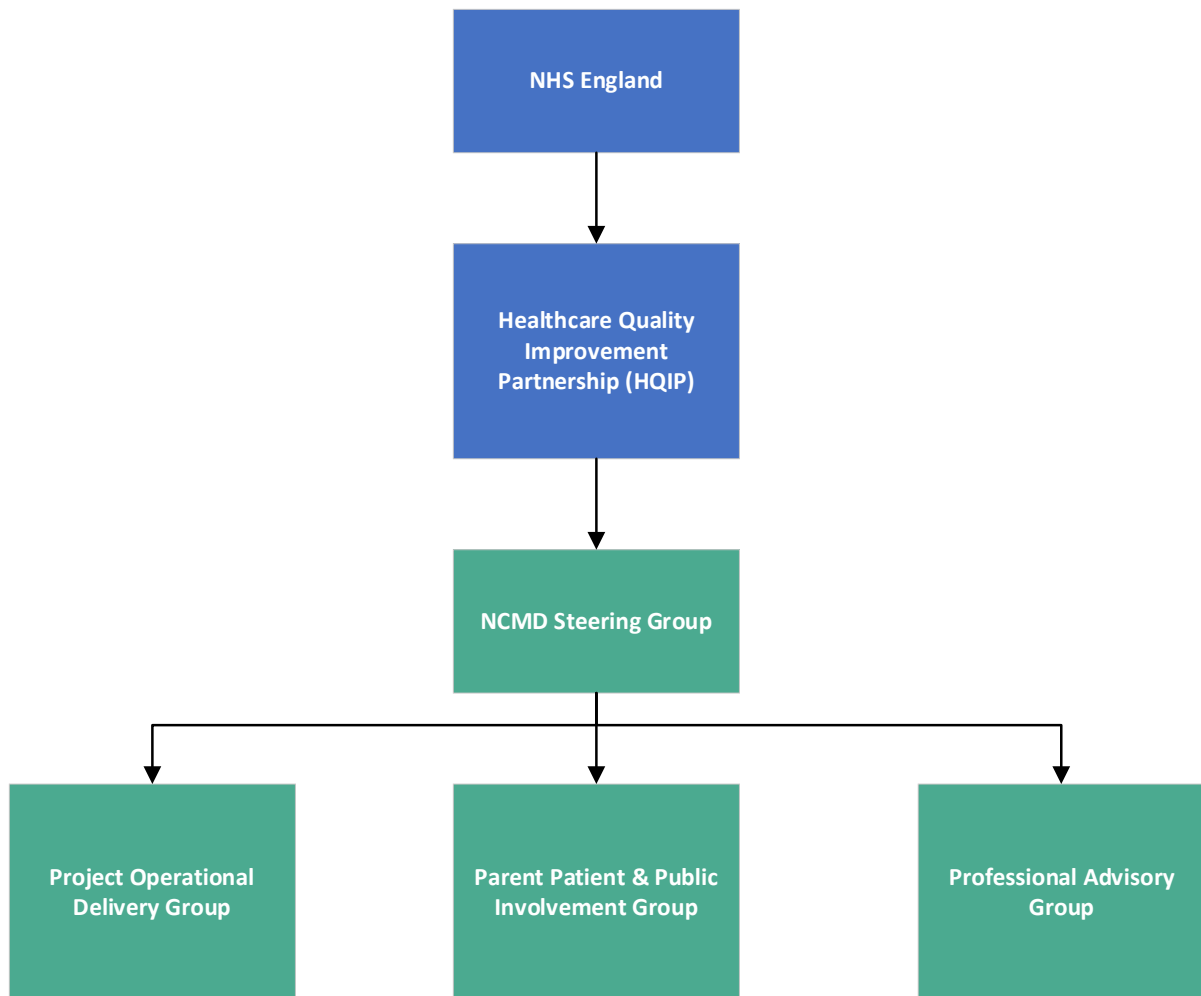 NHS England
Healthcare Quality
Improvement
Partnership (HQIP)
NCMD Steering Group
Project Operational
Delivery Group
Parent Patient & Public
Involvement Group
Professional Advisory
Group